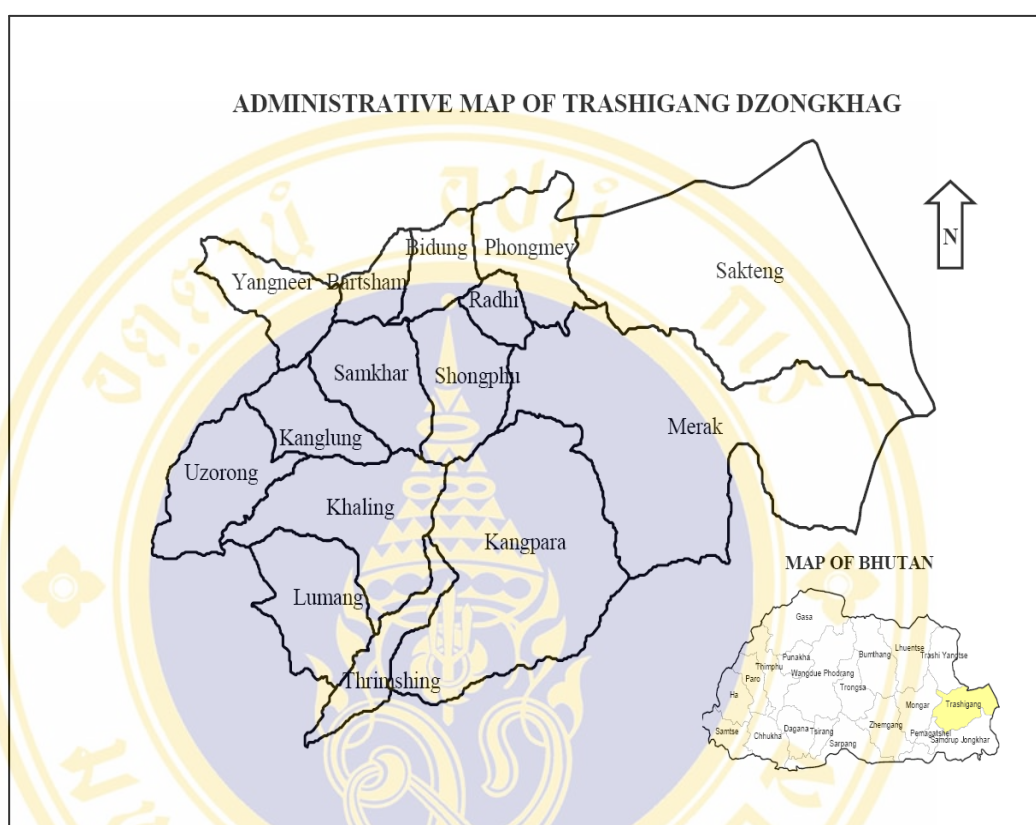 ADMINISTRATIVE MAP OF TRASHIGANG DZONGKHAG
N
Bidung
Phongmey
Yangneer
Bartsham
Sakteng
Radhi
Samkhar
Shongphu
Merak
Kanglung
Uzorong
Khaling
Kangpara
Lumang
Thrimshing
MAP OF BHUTAN
Gasa
Lhuentse
Bumthang
Trashi Yangtse
Punakha
Thimphu
Wangdue Phodrang
Paro
Trongsa
Ha
Mongar
Trashigang
Zhemgang
Dagana
Tsirang
Samtse
Chhukha
Pemagatshel
Sarpang
Samdrup Jongkhar